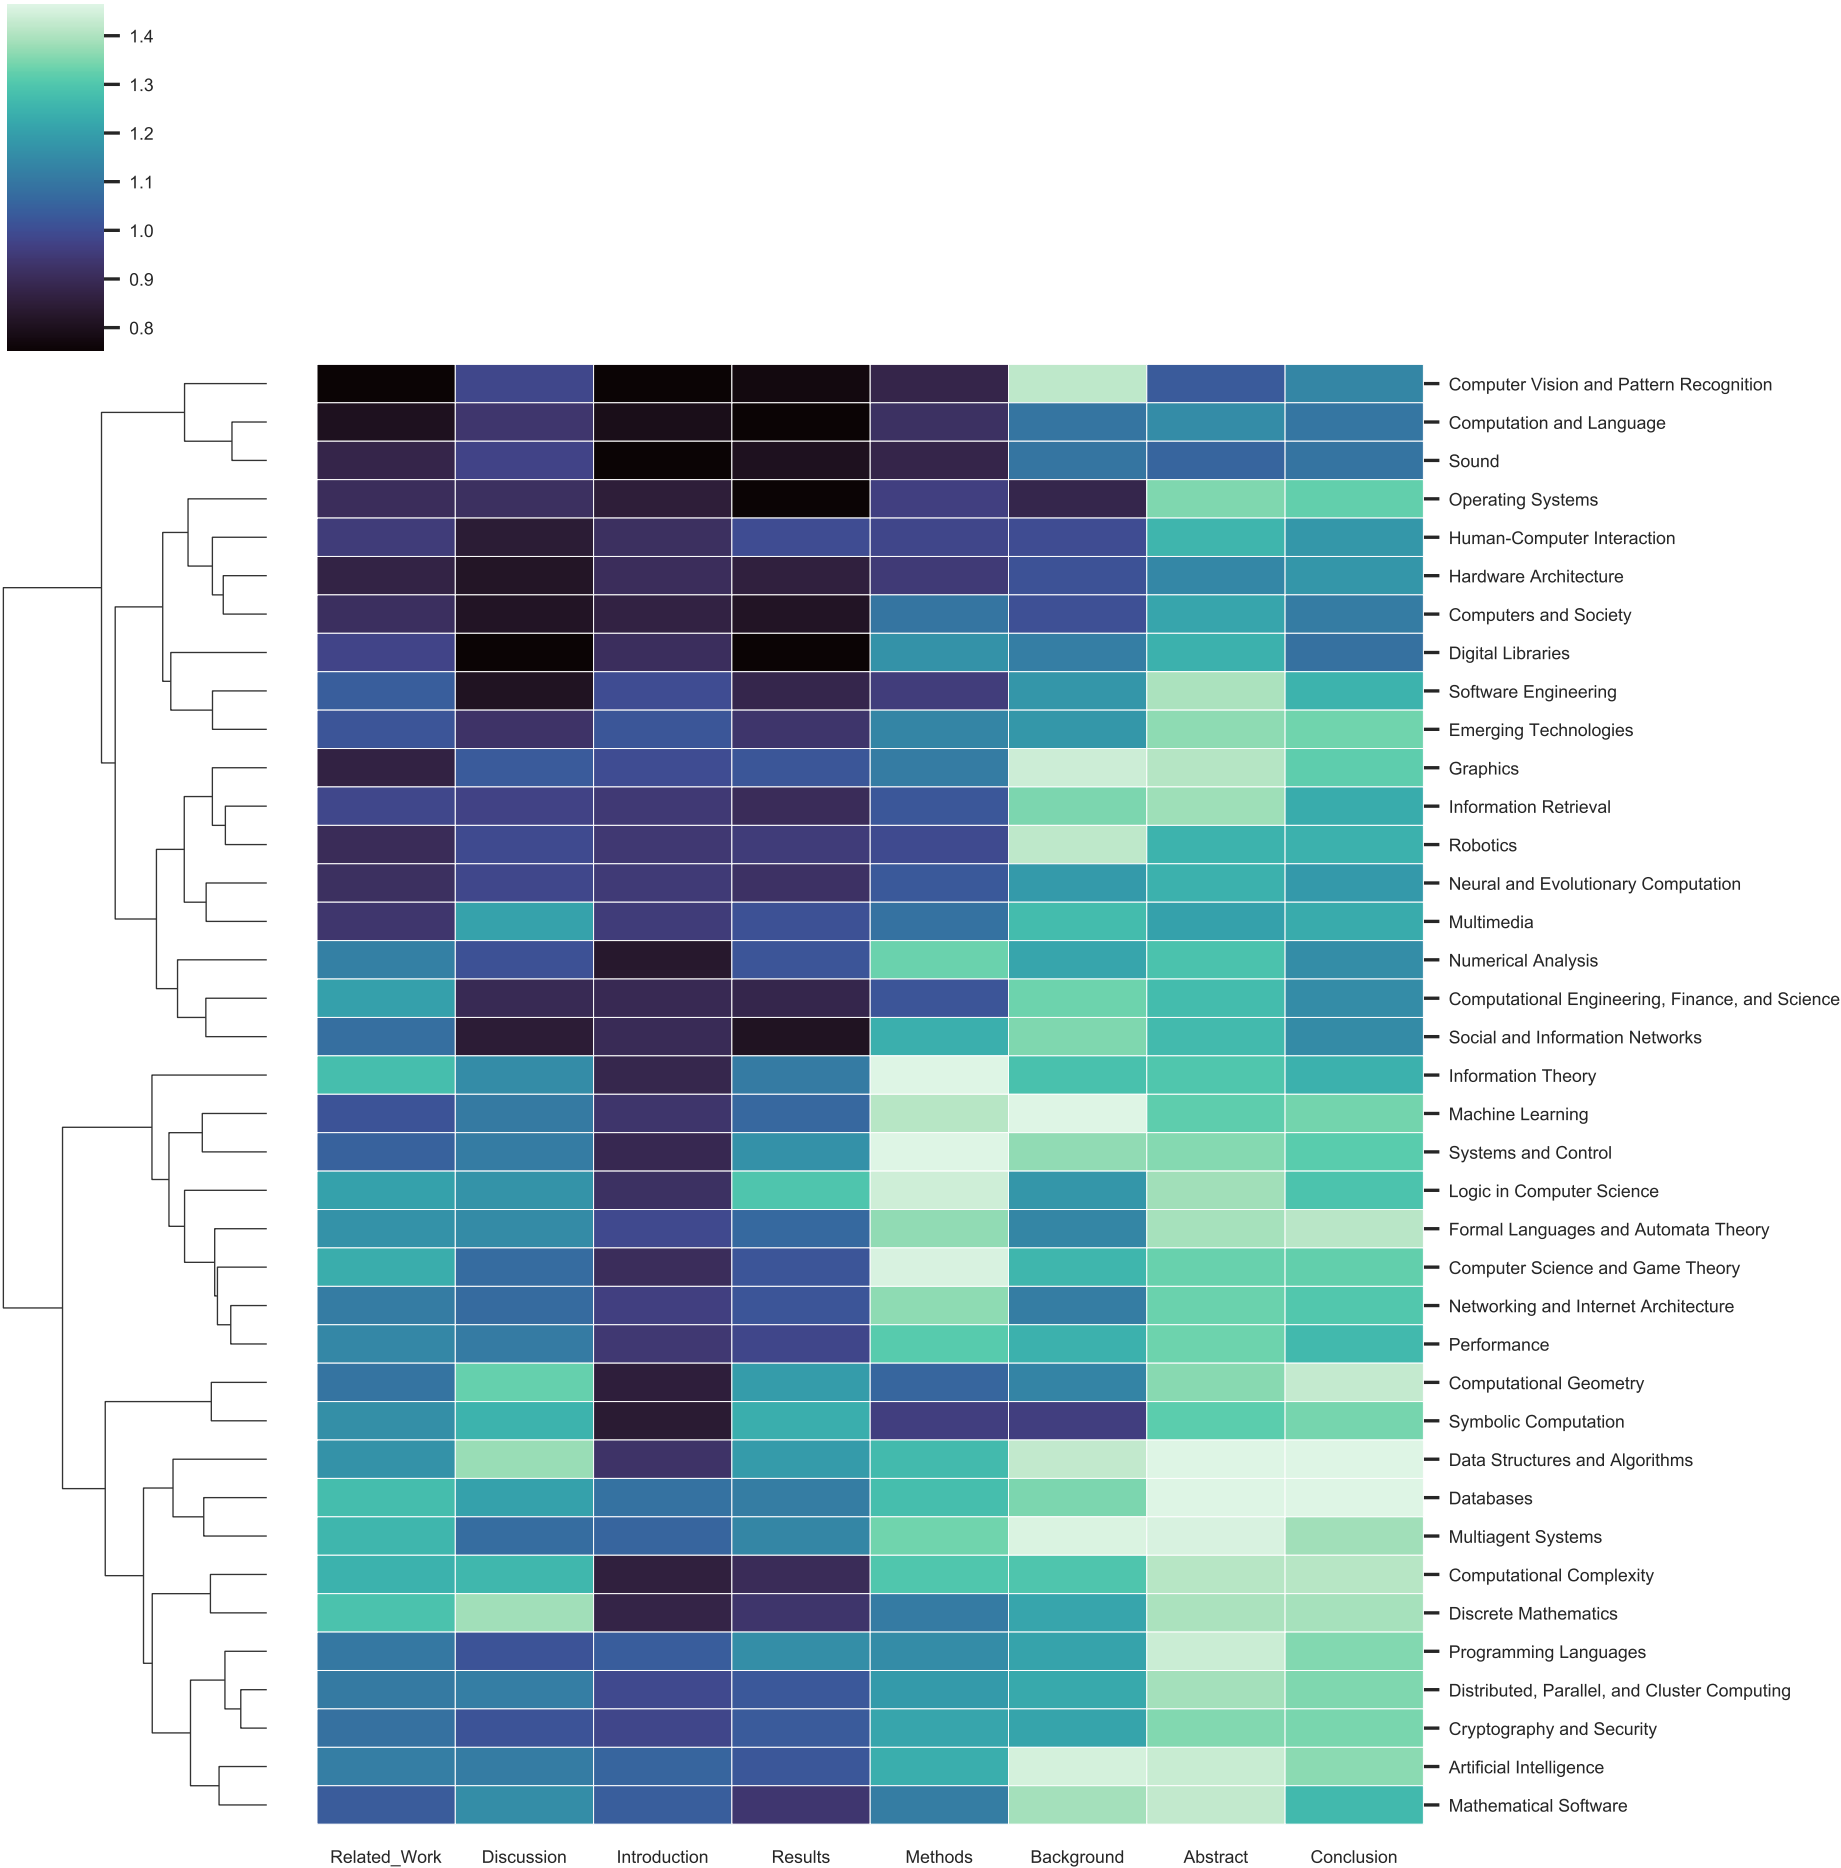 1.4
1.3
1.2
1.1
1.0
0.9
0.8
Computer Vision and Pattern Recognition
Computation and Language
Sound
Operating Systems
Human-Computer Interaction
Hardware Architecture
Computers and Society
Digital Libraries
Software Engineering
Emerging Technologies
Graphics
Information Retrieval
Robotics
Neural and Evolutionary Computation
Multimedia
Numerical Analysis
Computational Engineering, Finance, and Science
Social and Information Networks
Information Theory
Machine Learning
Systems and Control
Logic in Computer Science
Formal Languages and Automata Theory
Computer Science and Game Theory
Networking and Internet Architecture
Performance
Computational Geometry
Symbolic Computation
Data Structures and Algorithms
Databases
Multiagent Systems
Computational Complexity
Discrete Mathematics
Programming Languages
Distributed, Parallel, and Cluster Computing
Cryptography and Security
Artificial Intelligence
Mathematical Software
Related_Work Discussion Introduction Results Methods Background Abstract Conclusion